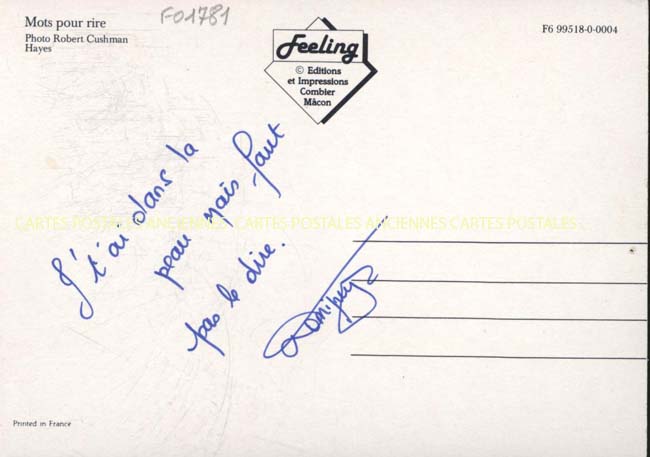 Mots pour rire
Photo Robert Cushman
Hayes
F01781
Feeling
© Editions
et Impressions
Combier
Mâcon
F6 99518-0-0004
J't'ai dans la
peau mais faut
pas le dire.
CARTES POSTALES ANCIENNES CARTES POSTALES ANCIENNES CARTES POSTALES
Printed in France